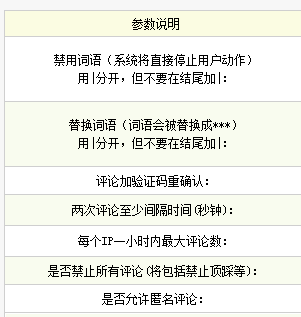 参数说明
禁用词语（系统将直接停止用户动作）
用|分开，但不要在结尾加|：
替换词语（词语会被替换成***）
用|分开，但不要在结尾加|：
评论加验证码重确认：
两次评论至少间隔时间(秒钟)：
每个IP一小时内最大评论数：
是否禁止所有评论(将包括禁止顶踩等)：
是否允许匿名评论：